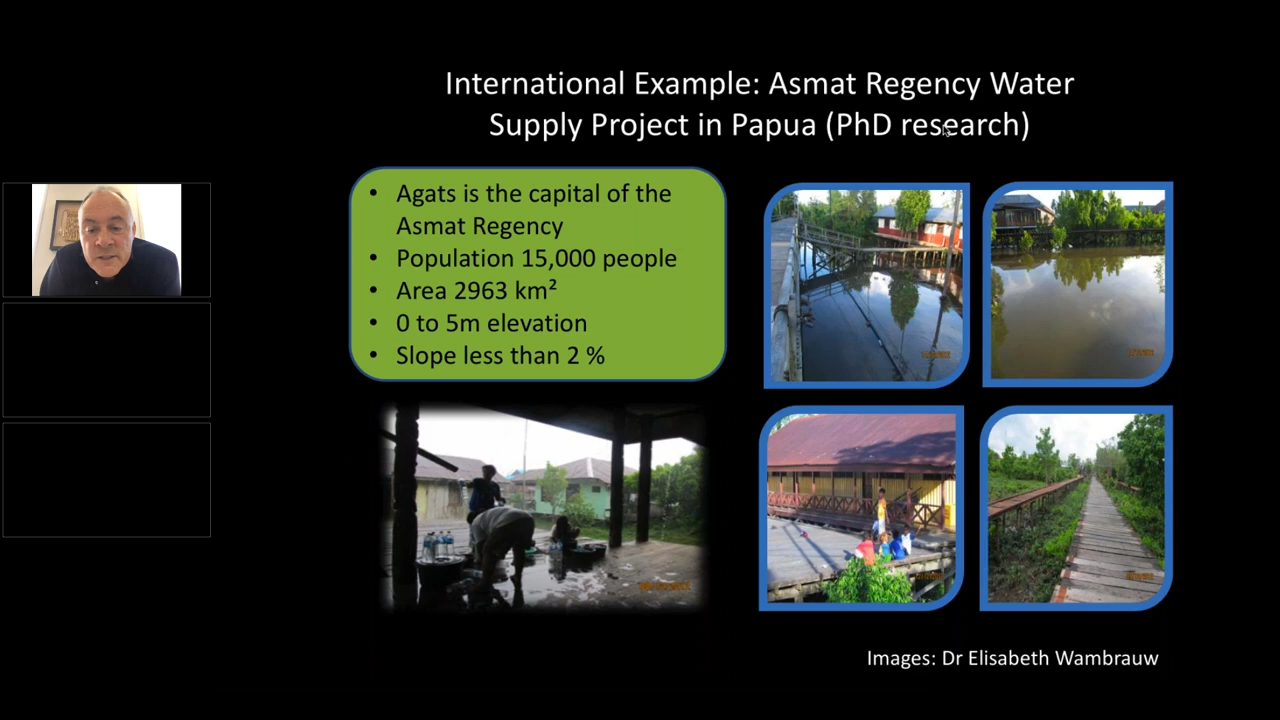 International Example: Asmat Regency Water
Supply Project in Papua (PhD research)
• Agats is the capital of the
Asmat Regency
• Population 15,000 people
• Area 2963 km²
• 0 to 5m elevation
• Slope less than 2 %
Images: Dr Elisabeth Wambrauw